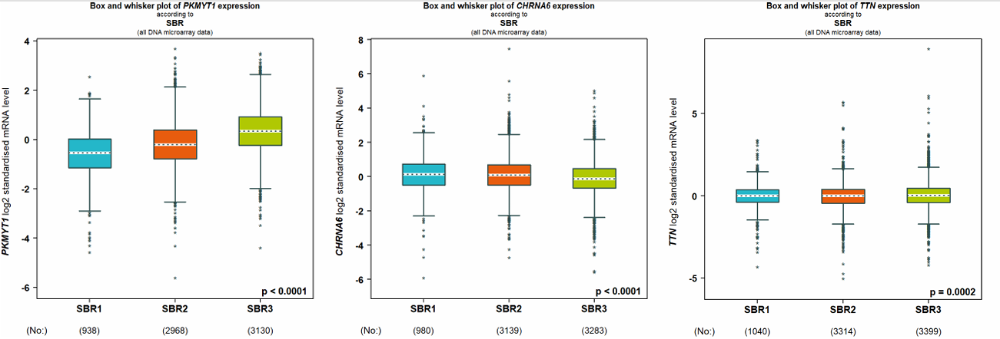 Box and whisker plot of PKMYT1 expression
according to
SBR
(all DNA microarray data)
PKMYT1 log2 standardised mRNA level
4
2
0
-2
-4
-6
p < 0.0001
SBR1 SBR2 SBR3
(No:) (938) (2968) (3130)
Box and whisker plot of CHRNA6 expression
according to
SBR
(all DNA microarray data)
CHRNA6 log2 standardised mRNA level
8
6
4
2
0
-2
-4
-6
p < 0.0001
SBR1 SBR2 SBR3
(No:) (980) (3139) (3283)
Box and whisker plot of TTN expression
according to
SBR
(all DNA microarray data)
TTN log2 standardised mRNA level
5
0
-5
p = 0.0002
SBR1 SBR2 SBR3
(No:) (1040) (3314) (3399)